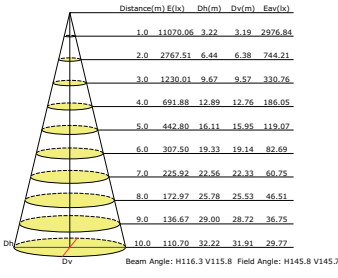 Distance(m) E(lx) Dh(m) Dv(m) Eav(lx)
1.0 11070.06 3.22 3.19 2976.84
2.0 2767.51 6.44 6.38 744.21
3.0 1230.01 9.67 9.57 330.76
4.0 691.88 12.89 12.76 186.05
5.0 442.80 16.11 15.95 119.07
6.0 307.50 19.33 19.14 82.69
7.0 225.92 22.56 22.33 60.75
8.0 172.97 25.78 25.53 46.51
9.0 136.67 29.00 28.72 36.75
Dh 10.0 110.70 32.22 31.91 29.77
Dv Beam Angle: H116.3 V115.8 Field Angle: H145.8 V145.7